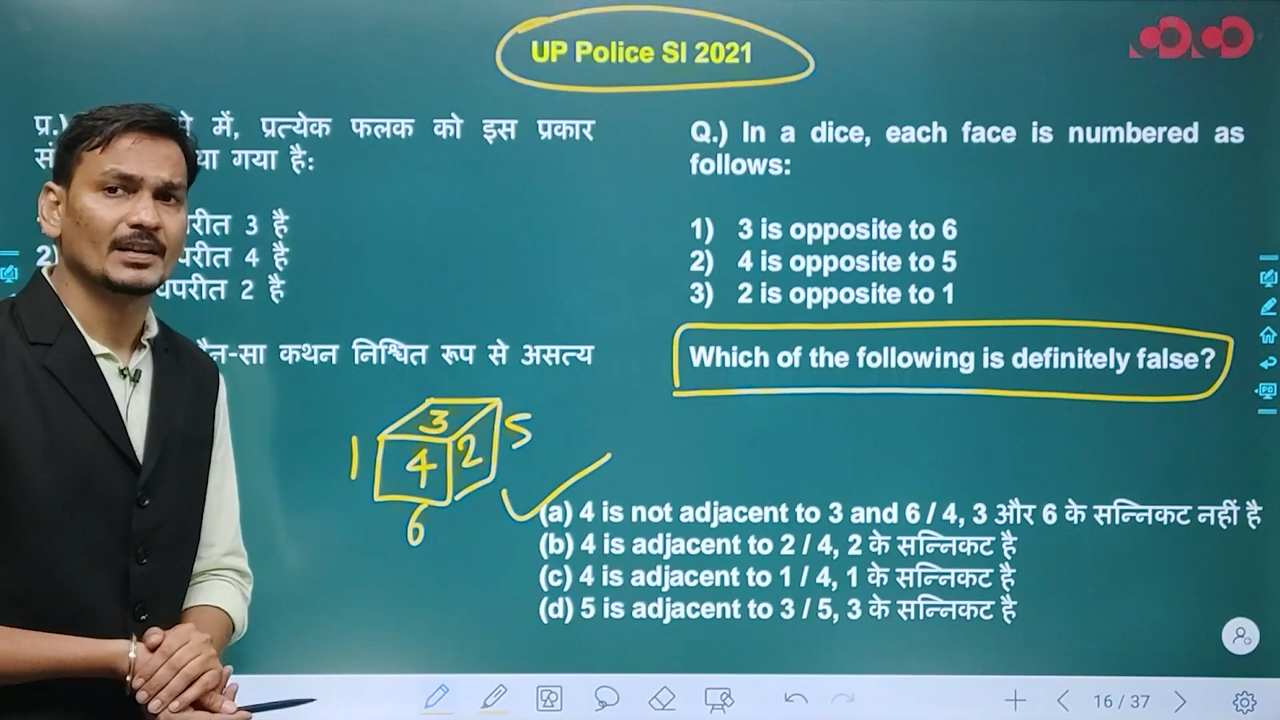 UP Police SI 2021
प्र.) में, प्रत्येक फलक को इस प्रकार
गया है:
3 है
2) 4 है
2 है
कथन निश्चित रूप से असत्य
Q.) In a dice, each face is numbered as
follows:
1) 3 is opposite to 6
2) 4 is opposite to 5
3) 2 is opposite to 1
Which of the following is definitely false?
3
5
1
4
2
6
(a) 4 is not adjacent to 3 and 6 / 4, 3 और 6 के सन्निकट नहीं है
(b) 4 is adjacent to 2 / 4, 2 के सन्निकट है
(c) 4 is adjacent to 1 / 4, 1 के सन्निकट है
(d) 5 is adjacent to 3 / 5, 3 के सन्निकट है
16 / 37